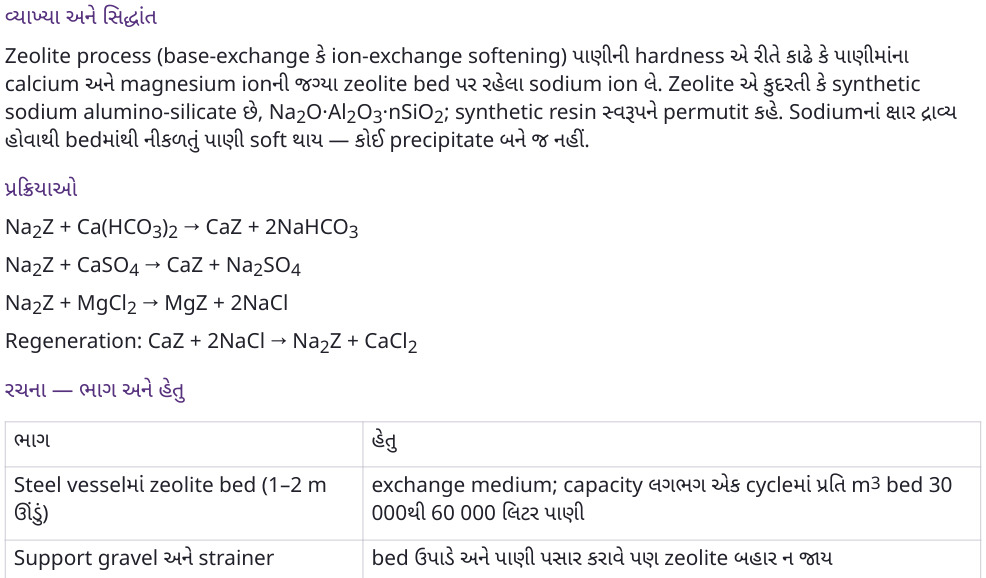 વ્યાખ્યા અને સિદ્ધાંત
Zeolite process (base-exchange કે ion-exchange softening) પાણીની hardness એ રીતે કાઢે કે પાણીમાંના
calcium અને magnesium ionની જગ્યા zeolite bed પર રહેલા sodium ion લે. Zeolite એ કુદરતી કે synthetic
sodium alumino-silicate છે, Na₂O·Al₂O₃·nSiO₂; synthetic resin સ્વરૂપને permutit કહે. Sodiumનાં ક્ષાર દ્રાવ્ય
હોવાથી bedમાંથી નીકળતું પાણી soft થાય — કોઈ precipitate બને જ નહીં.
પ્રક્રિયાઓ
Na₂Z + Ca(HCO₃)₂ → CaZ + 2NaHCO₃
Na₂Z + CaSO₄ → CaZ + Na₂SO₄
Na₂Z + MgCl₂ → MgZ + 2NaCl
Regeneration: CaZ + 2NaCl → Na₂Z + CaCl₂
રચના — ભાગ અને હેતુ
ભાગ
હેતુ
Steel vesselમાં zeolite bed (1–2 m
ઊંડું)
exchange medium; capacity લગભગ એક cycleમાં પ્રતિ m³ bed 30
000થી 60 000 લિટર પાણી
Support gravel અને strainer
bed ઉપાડે અને પાણી પસાર કરાવે પણ zeolite બહાર ન જાય